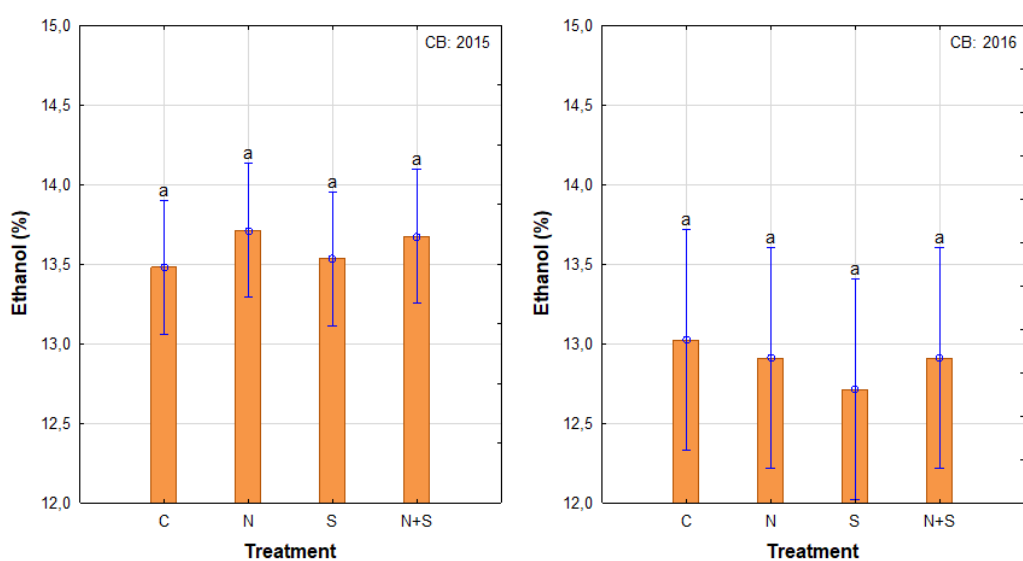 CB: 2015
15,0
14,5
14,0
13,5
13,0
12,5
12,0
Ethanol (%)
a
a
a
a
C N S N+S
Treatment
CB: 2016
15,0
14,5
14,0
13,5
13,0
12,5
12,0
Ethanol (%)
a
a
a
a
C N S N+S
Treatment